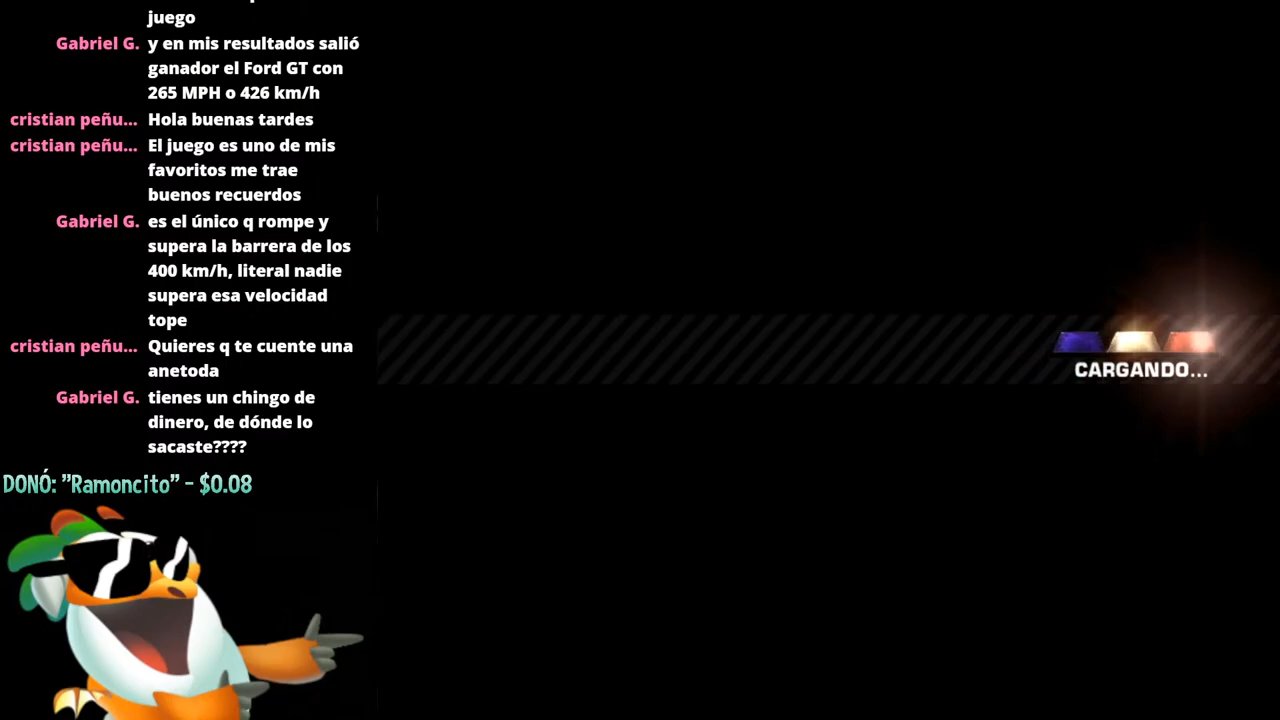 juego
Gabriel G. y en mis resultados salió
ganador el Ford GT con
265 MPH o 426 km/h
cristian peñu... Hola buenas tardes
cristian peñu... El juego es uno de mis
favoritos me trae
buenos recuerdos
Gabriel G. es el único q rompe y
supera la barrera de los
400 km/h, literal nadie
supera esa velocidad
tope
cristian peñu... Quieres q te cuente una
anetoda
Gabriel G. tienes un chingo de
dinero, de dónde lo
sacaste????
DONÓ: "Ramoncito" - $0.08
CARGANDO...